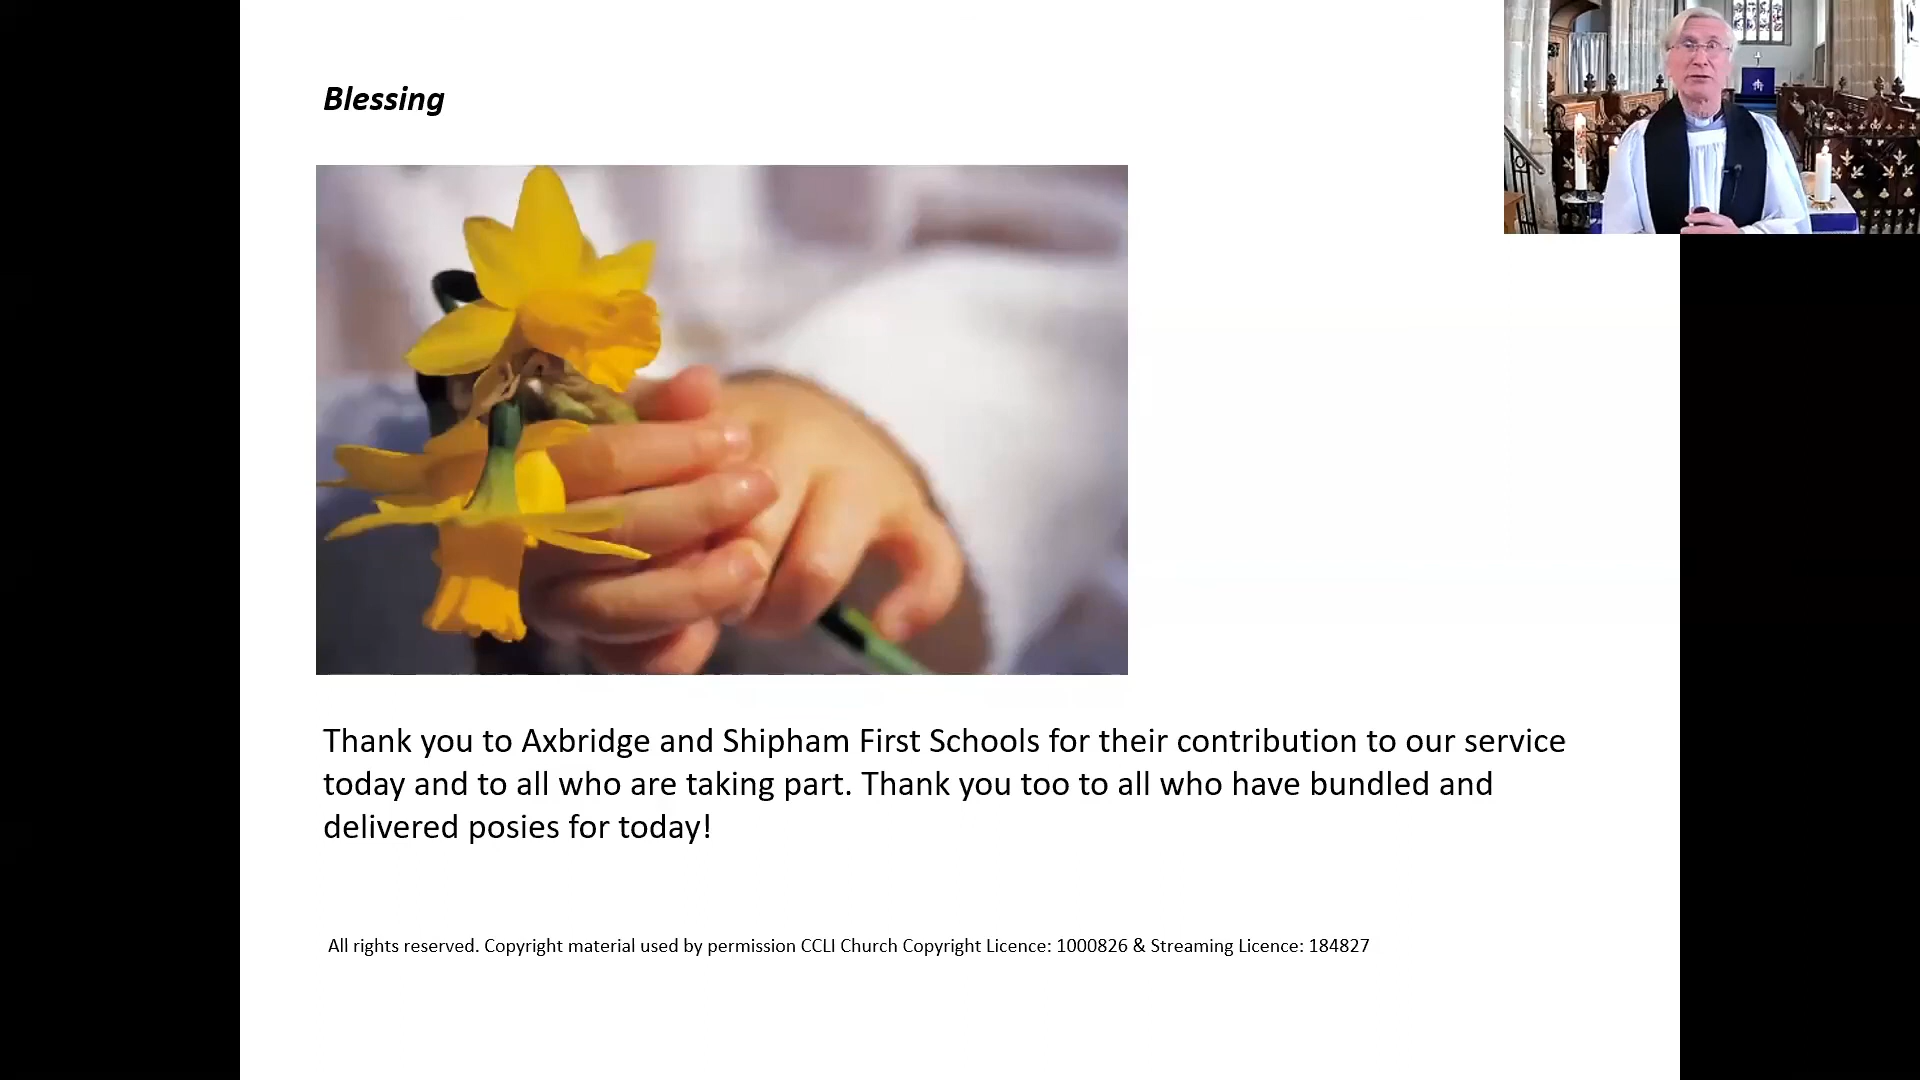 Blessing
Thank you to Axbridge and Shipham First Schools for their contribution to our service
today and to all who are taking part. Thank you too to all who have bundled and
delivered posies for today!
All rights reserved. Copyright material used by permission CCLI Church Copyright Licence: 1000826 & Streaming Licence: 184827